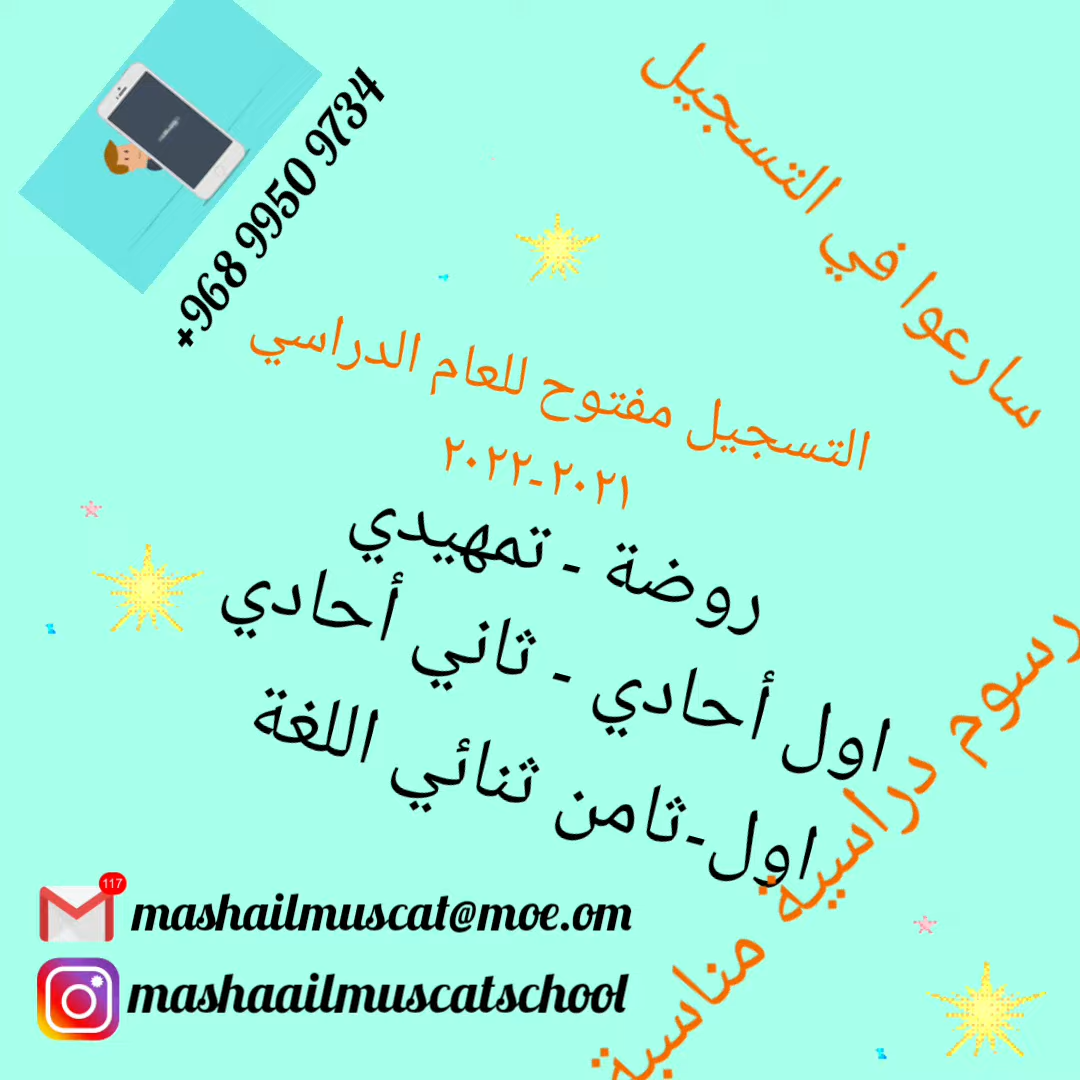 سارعوا في التسجيل
+968 9950 9734
التسجيل مفتوح للعام الدراسي
٢٠٢١-٢٠٢٢
روضة - تمهيدي
اول أحادي - ثاني أحادي
اول-ثامن ثنائي اللغة
رسوم دراسية مناسبة
117
mashailmuscat@moe.om
mashaailmuscatschool